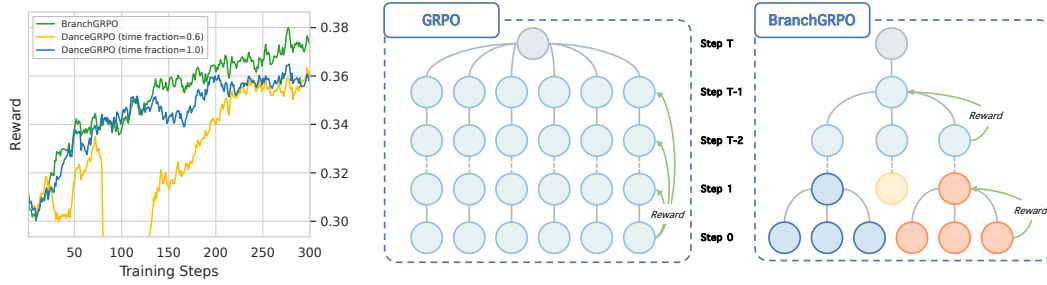 BranchGRPO
DanceGRPO (time fraction=0.6)
DanceGRPO (time fraction=1.0)
Reward
0.38
0.36
0.34
0.32
0.30
50
100
150
200
250
300
Training Steps
GRPO
Reward
Step T
Step T-1
Step T-2
Step 1
Step 0
BranchGRPO
Reward
Reward